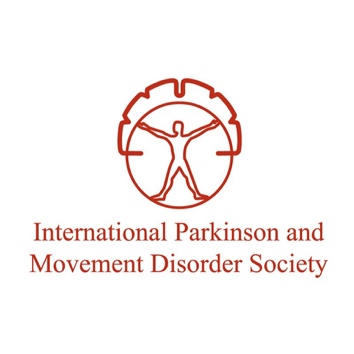 International Parkinson and
Movement Disorder Society